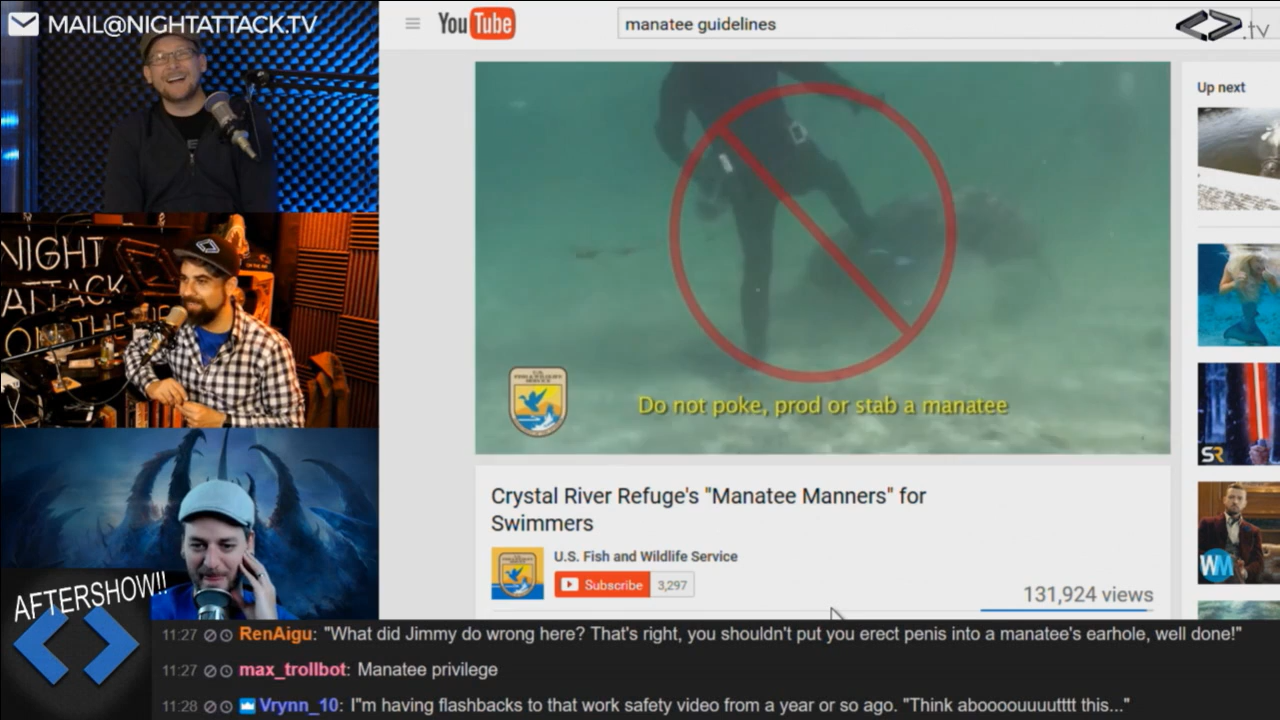 MAIL@NIGHTATTACK.TV
YouTube
manatee guidelines
.tv
Up next
NIGHT
ATTACK
ON THE
Do not poke, prod or stab a manatee
SR
WM
Crystal River Refuge's "Manatee Manners" for
Swimmers
U.S. Fish and Wildlife Service
Subscribe 3,297
131,924 views
AFTERSHOW!!
11:27 RenAigu: "What did Jimmy do wrong here? That's right, you shouldn't put you erect penis into a manatee's earhole, well done!"
11:27 max_trollbot: Manatee privilege
11:28 Vrynn_10: I"m having flashbacks to that work safety video from a year or so ago. "Think aboooouuuutttt this..."